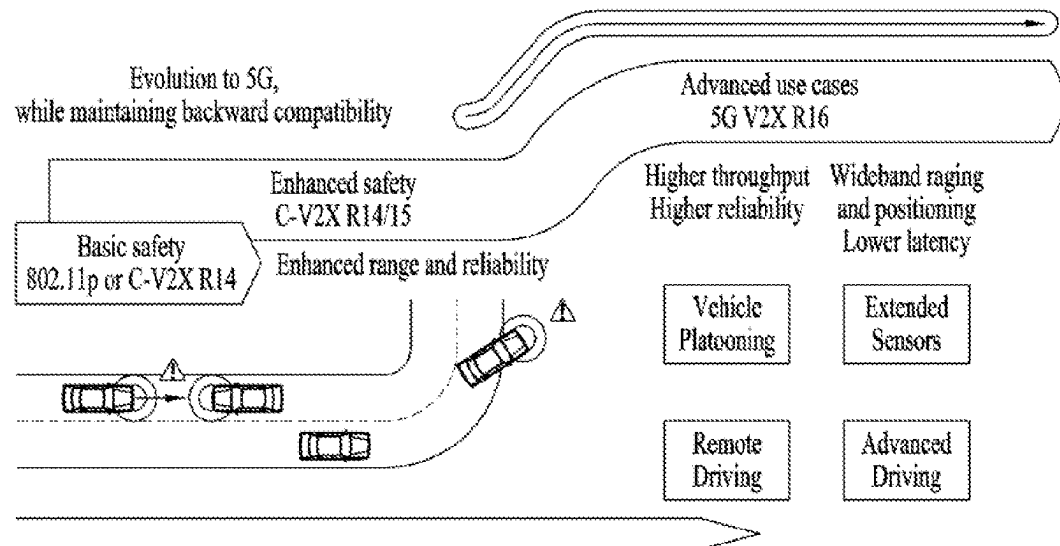 Evolution to 5G,
while maintaining backward compatibility
Advanced use cases
5G V2X R16
Enhanced safety
C-V2X R14/15
Basic safety
802.11p or C-V2X R14
Enhanced range and reliability
Higher throughput
Higher reliability
Wideband raging
and positioning
Lower latency
Vehicle
Platooning
Extended
Sensors
Remote
Driving
Advanced
Driving